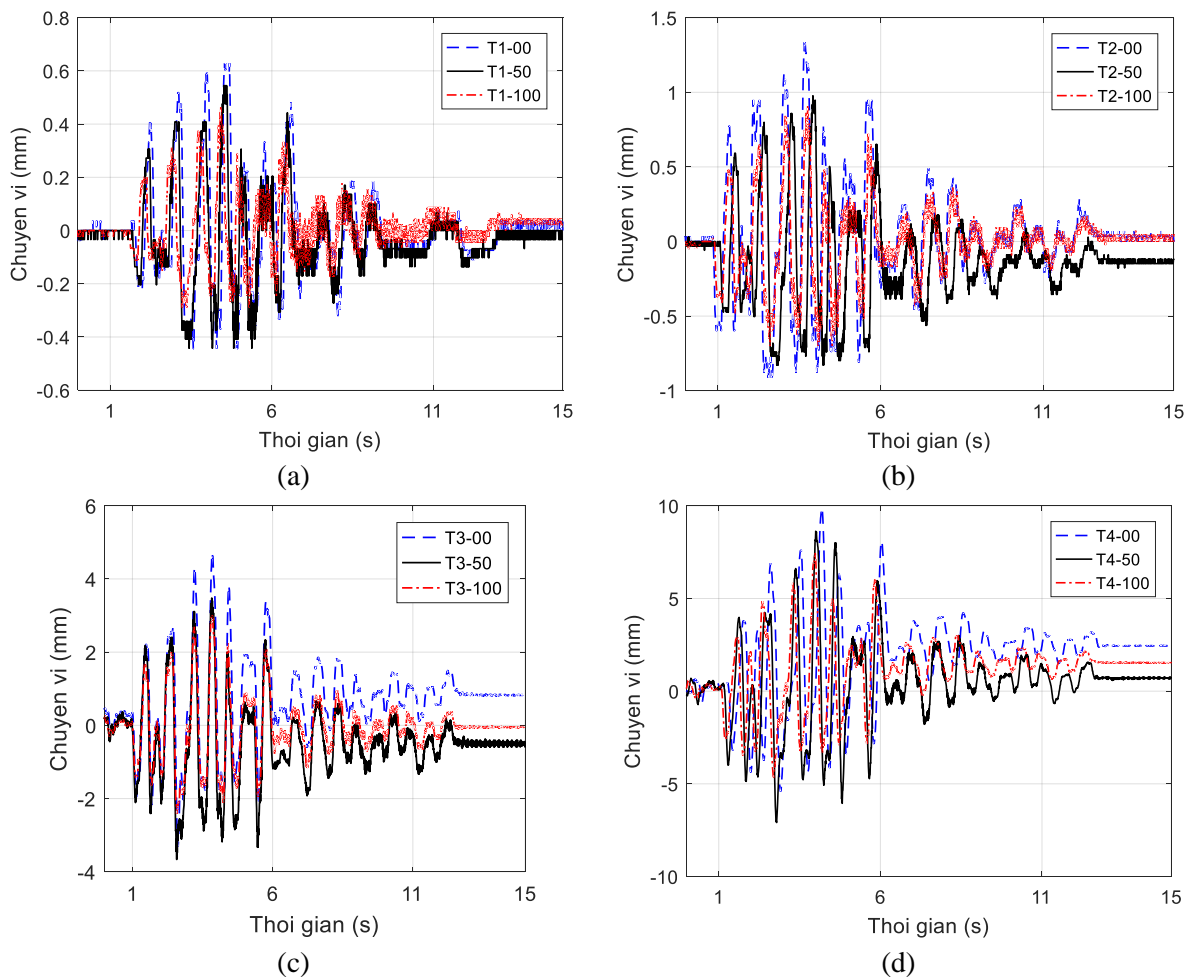 0.8
0.6
0.4
0.2
0
-0.2
-0.4
-0.6
Chuyen vi (mm)
T1-00
T1-50
T1-100
1 6 11 15
Thoi gian (s)
(a)
1.5
1
0.5
0
-0.5
-1
Chuyen vi (mm)
T2-00
T2-50
T2-100
1 6 11 15
Thoi gian (s)
(b)
6
4
2
0
-2
-4
Chuyen vi (mm)
T3-00
T3-50
T3-100
1 6 11 15
Thoi gian (s)
(c)
10
5
0
-5
-10
Chuyen vi (mm)
T4-00
T4-50
T4-100
1 6 11 15
Thoi gian (s)
(d)